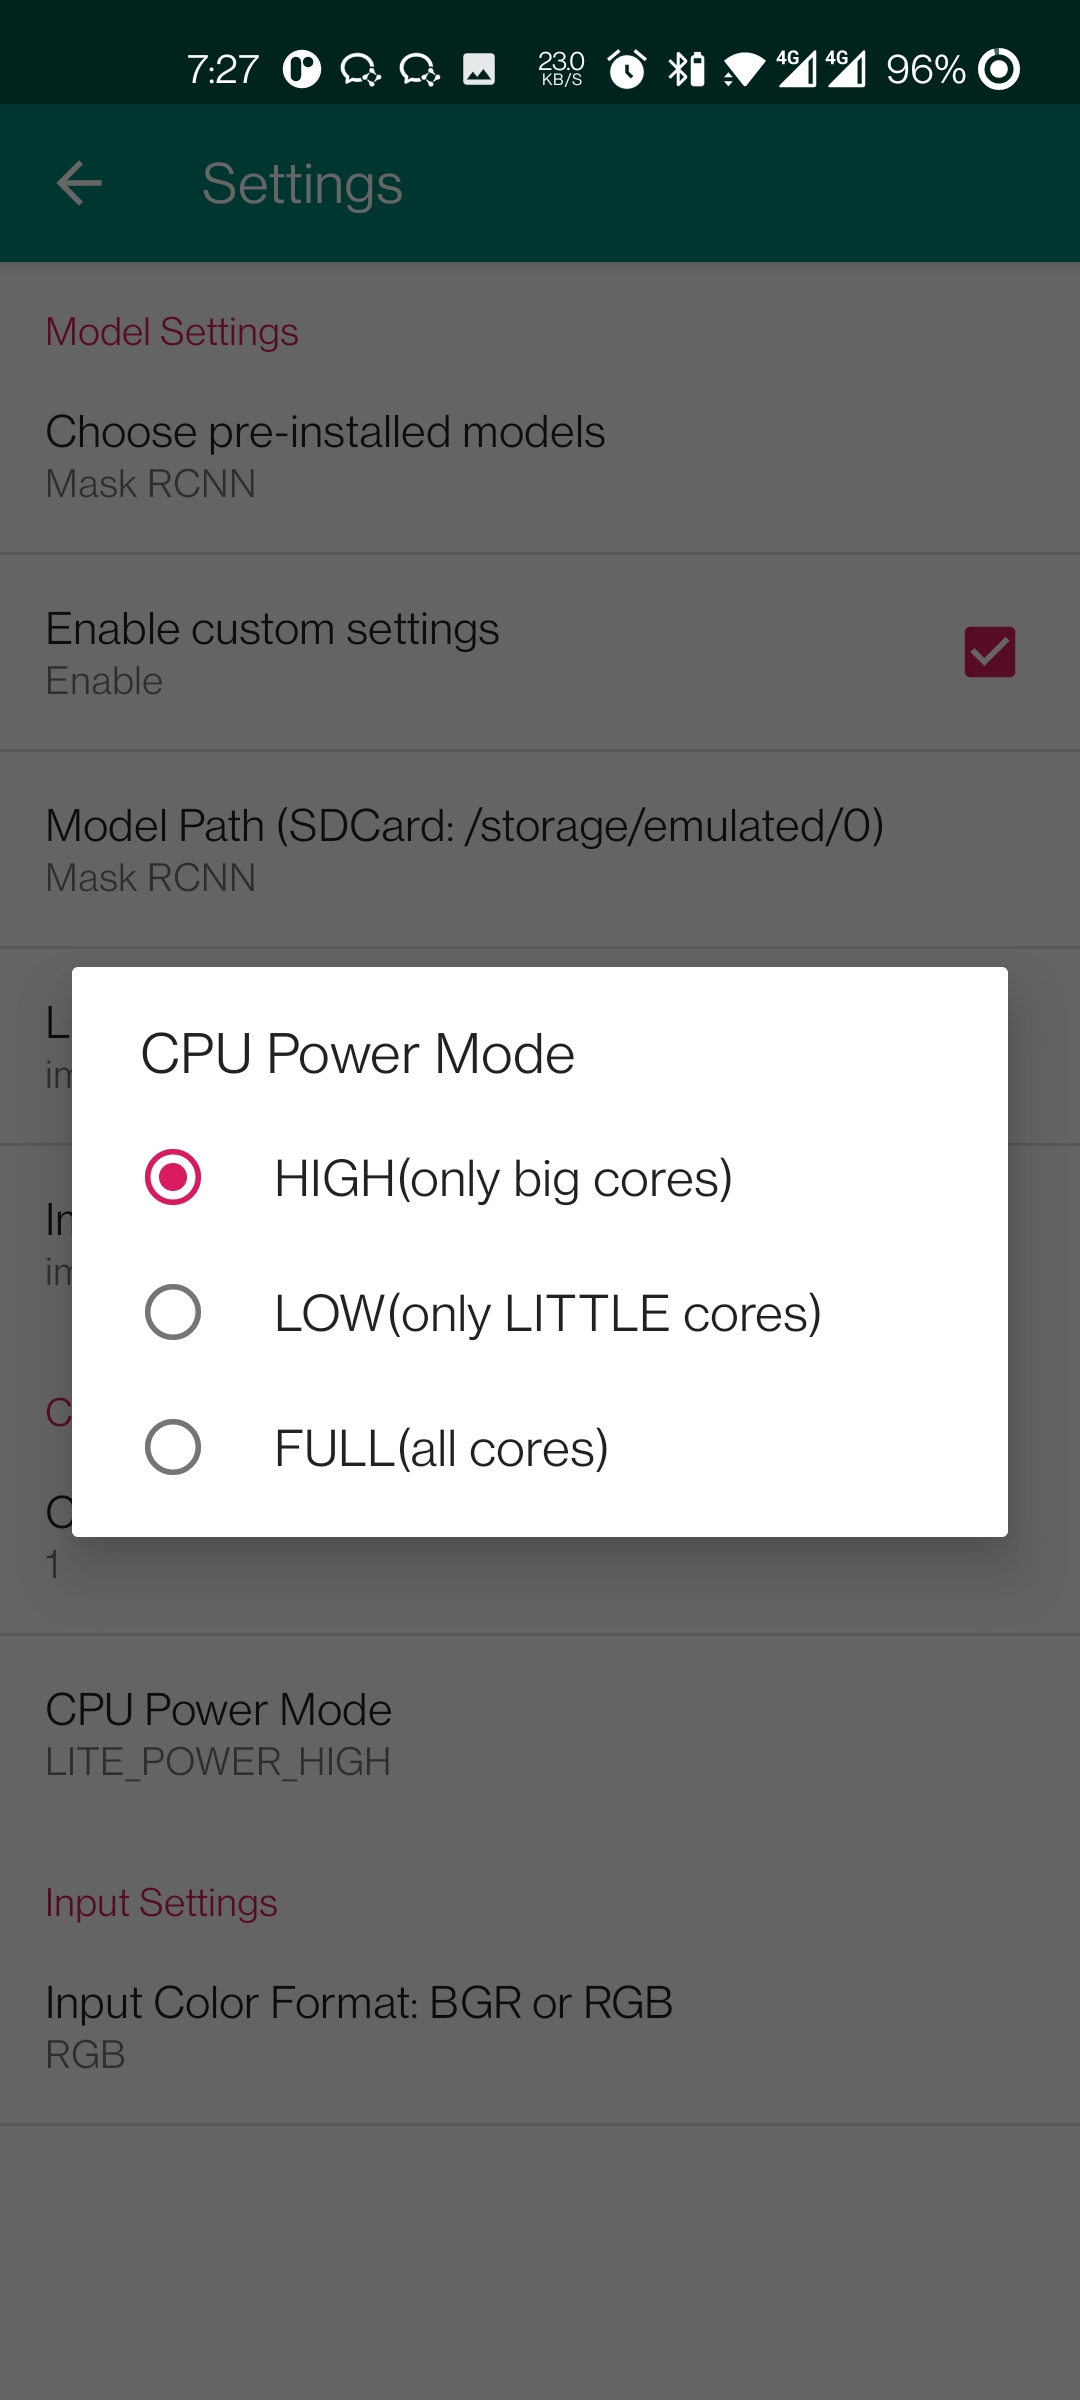 7:27 23.0 KB/S 4G 4G 96%
Settings
Model Settings
Choose pre-installed models
Mask RCNN
Enable custom settings
Enable
Model Path (SDCard: /storage/emulated/0)
Mask RCNN
CPU Power Mode
HIGH(only big cores)
LOW(only LITTLE cores)
FULL(all cores)
1
CPU Power Mode
LITE_POWER_HIGH
Input Settings
Input Color Format: BGR or RGB
RGB